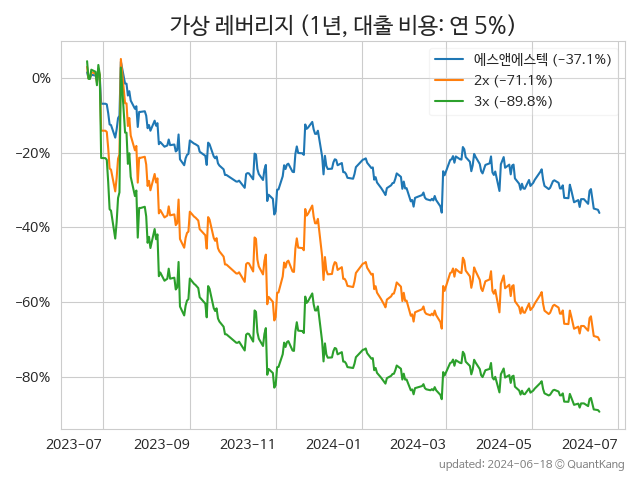 가상 레버리지 (1년, 대출 비용: 연 5%)
에스앤에스텍 (−37.1%)
2x (−71.1%)
3x (−89.8%)
0%
−20%
−40%
−60%
−80%
2023-07 2023-09 2023-11 2024-01 2024-03 2024-05 2024-07
updated: 2024-06-18 © QuantKang